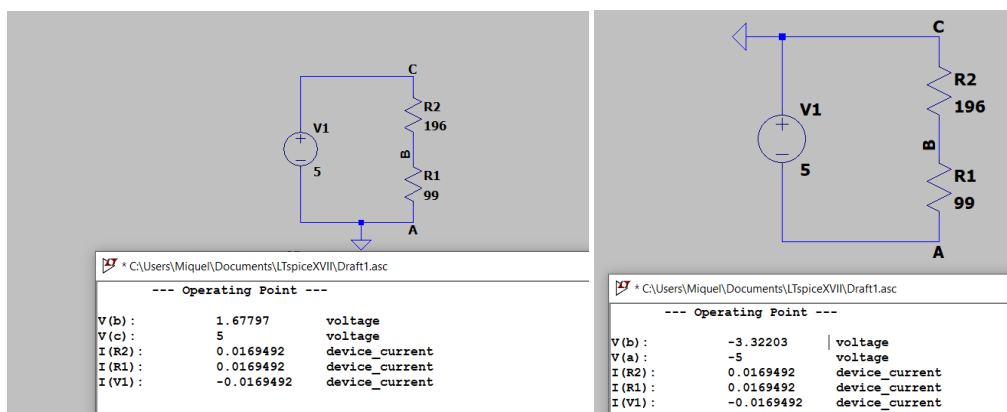 C
R2
196
V1
B
R1
5
99
A
* C:\Users\Miquel\Documents\LTspiceXVII\Draft1.asc
--- Operating Point ---
V(b): 1.67797 voltage
V(c): 5 voltage
I(R2): 0.0169492 device_current
I(R1): 0.0169492 device_current
I(V1): -0.0169492 device_current
C
R2
196
V1
B
R1
5
99
A
* C:\Users\Miquel\Documents\LTspiceXVII\Draft1.asc
--- Operating Point ---
V(b): -3.32203 voltage
V(a): -5 voltage
I(R2): 0.0169492 device_current
I(R1): 0.0169492 device_current
I(V1): -0.0169492 device_current